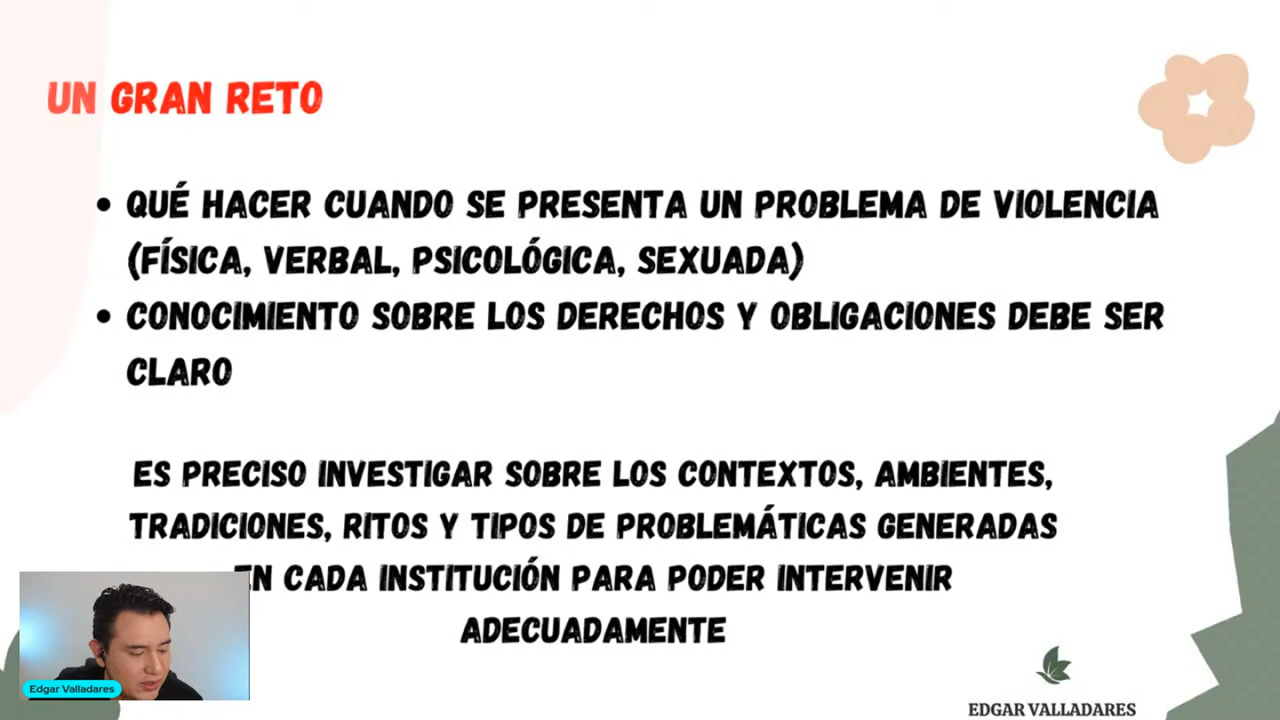 UN GRAN RETO
• QUÉ HACER CUANDO SE PRESENTA UN PROBLEMA DE VIOLENCIA
(FÍSICA, VERBAL, PSICOLÓGICA, SEXUADA)
• CONOCIMIENTO SOBRE LOS DERECHOS Y OBLIGACIONES DEBE SER
CLARO
ES PRECISO INVESTIGAR SOBRE LOS CONTEXTOS, AMBIENTES,
TRADICIONES, RITOS Y TIPOS DE PROBLEMÁTICAS GENERADAS
EN CADA INSTITUCIÓN PARA PODER INTERVENIR
ADECUADAMENTE
Edgar Valladares
EDGAR VALLADARES